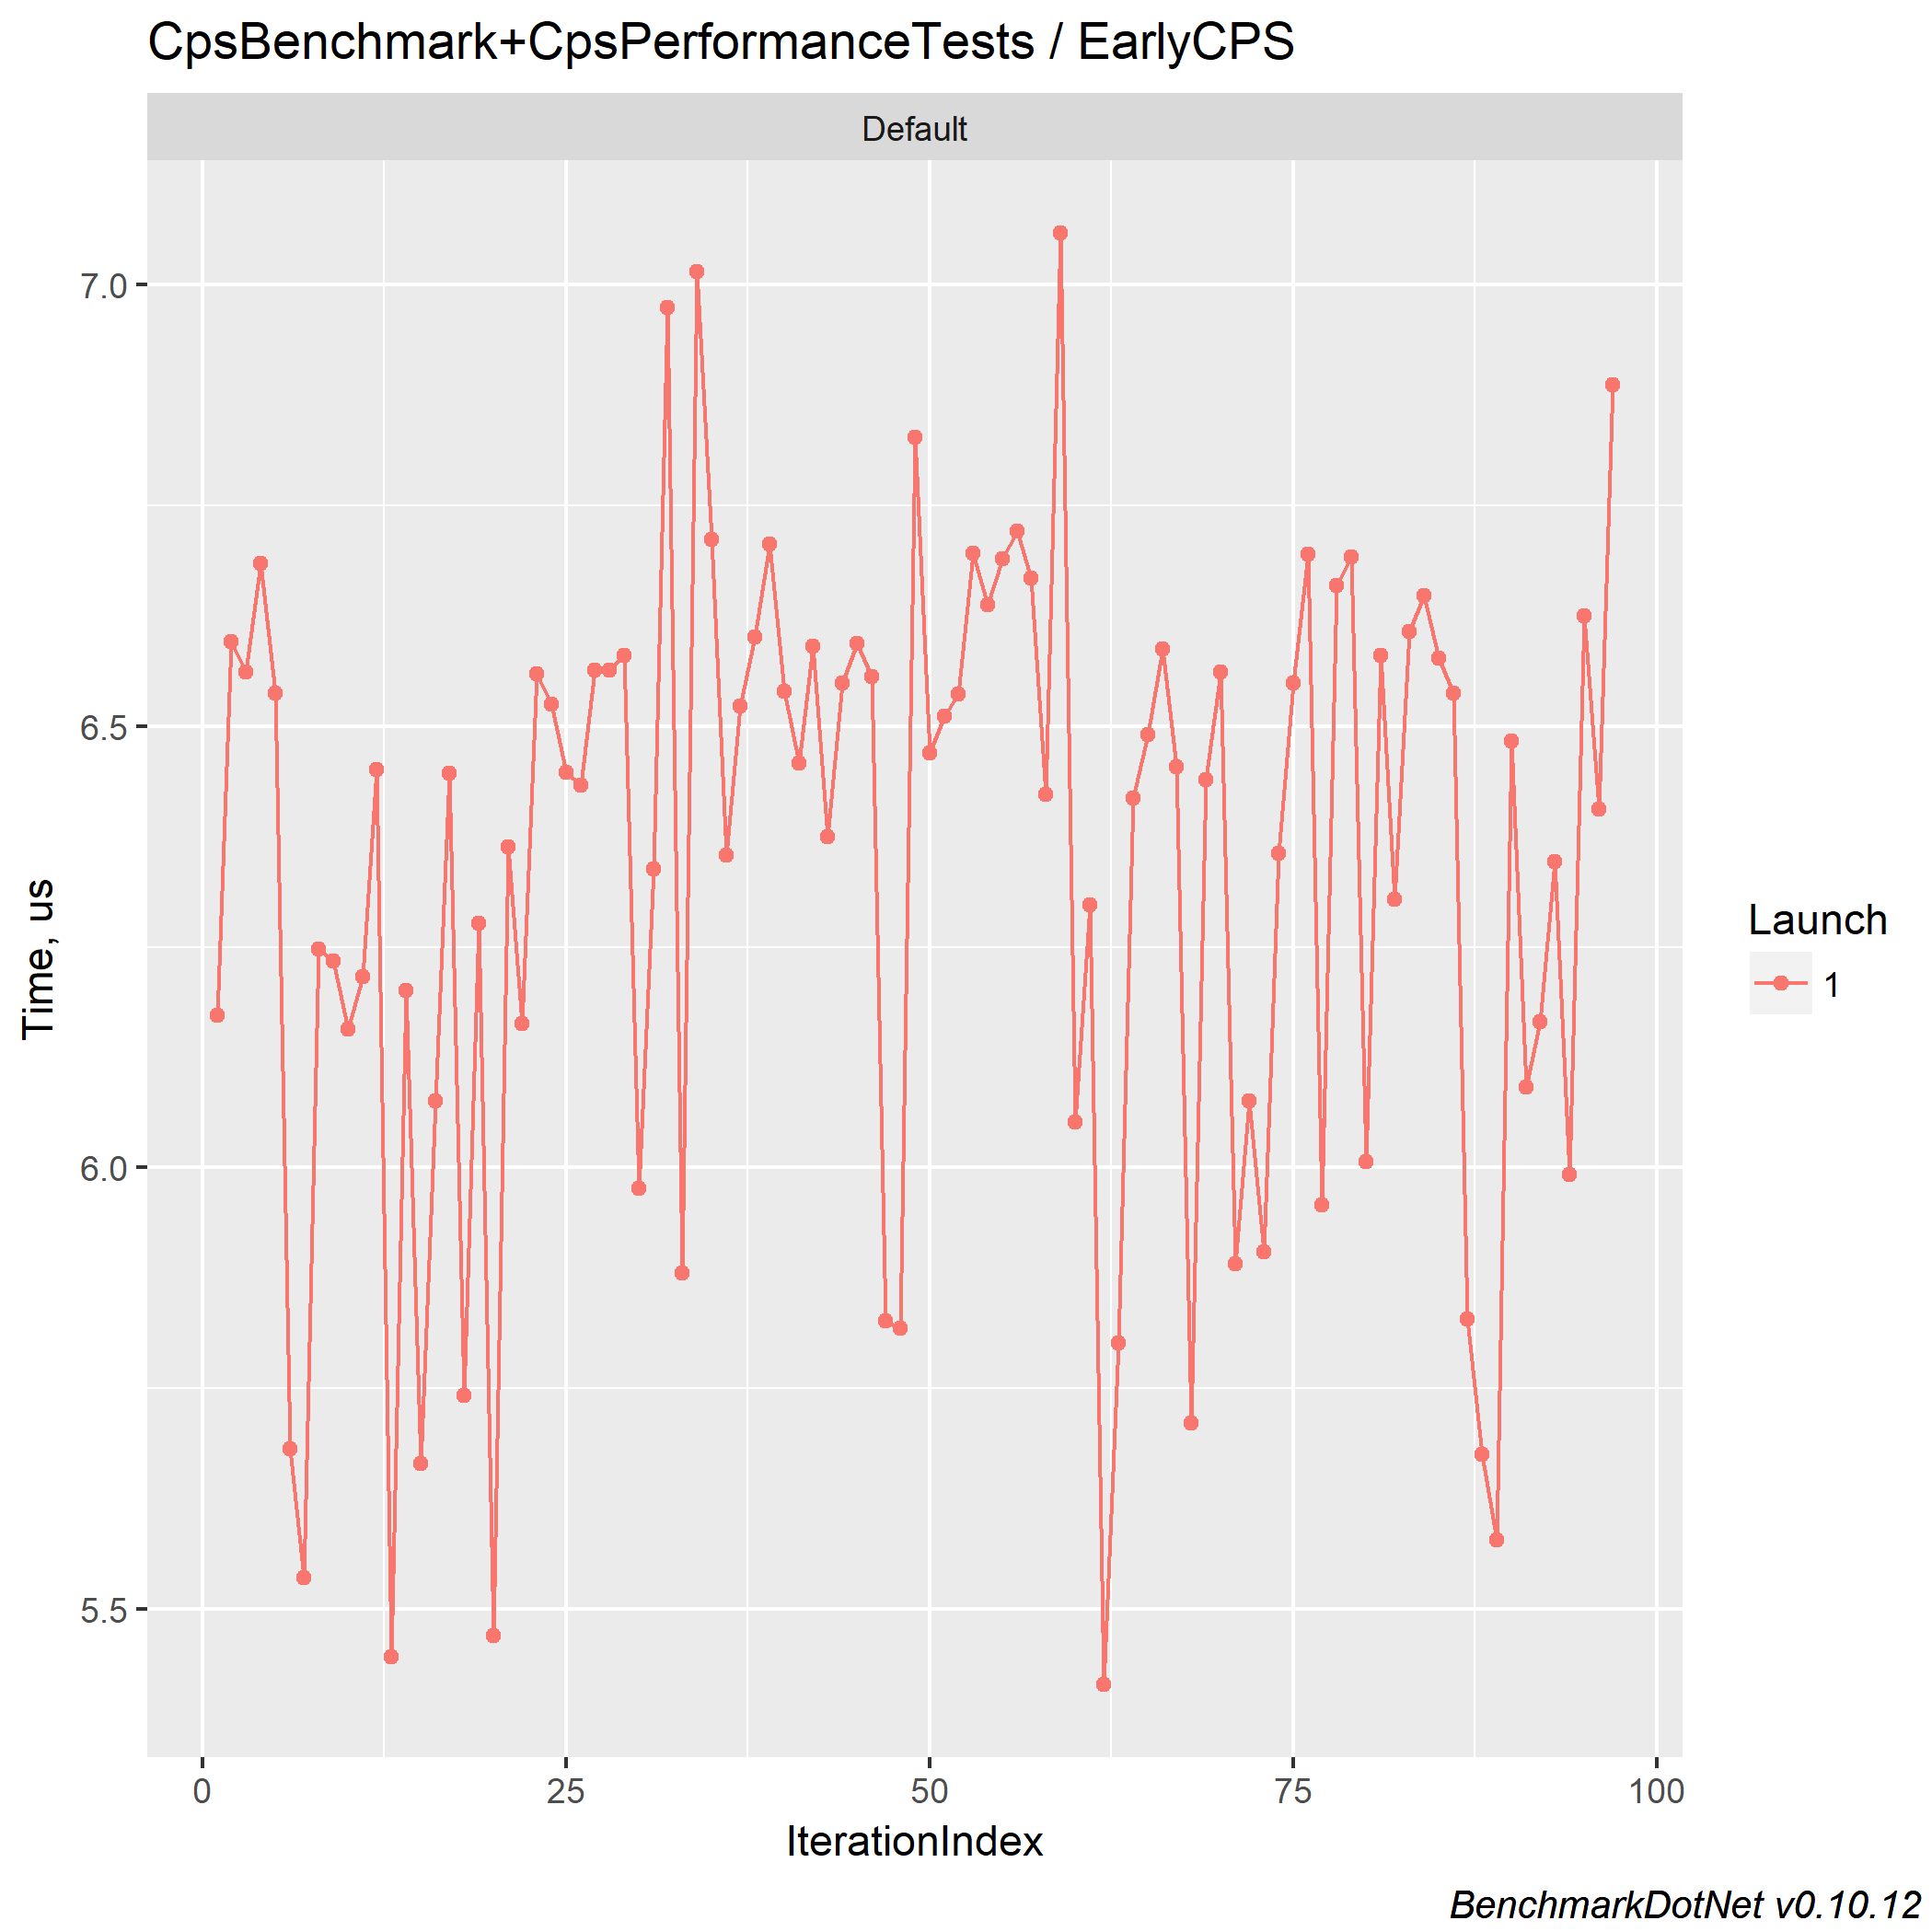 CpsBenchmark+CpsPerformanceTests / EarlyCPS
Default
7.0
6.5
6.0
5.5
Time, us
0 25 50 75 100
IterationIndex
Launch
1
BenchmarkDotNet v0.10.12